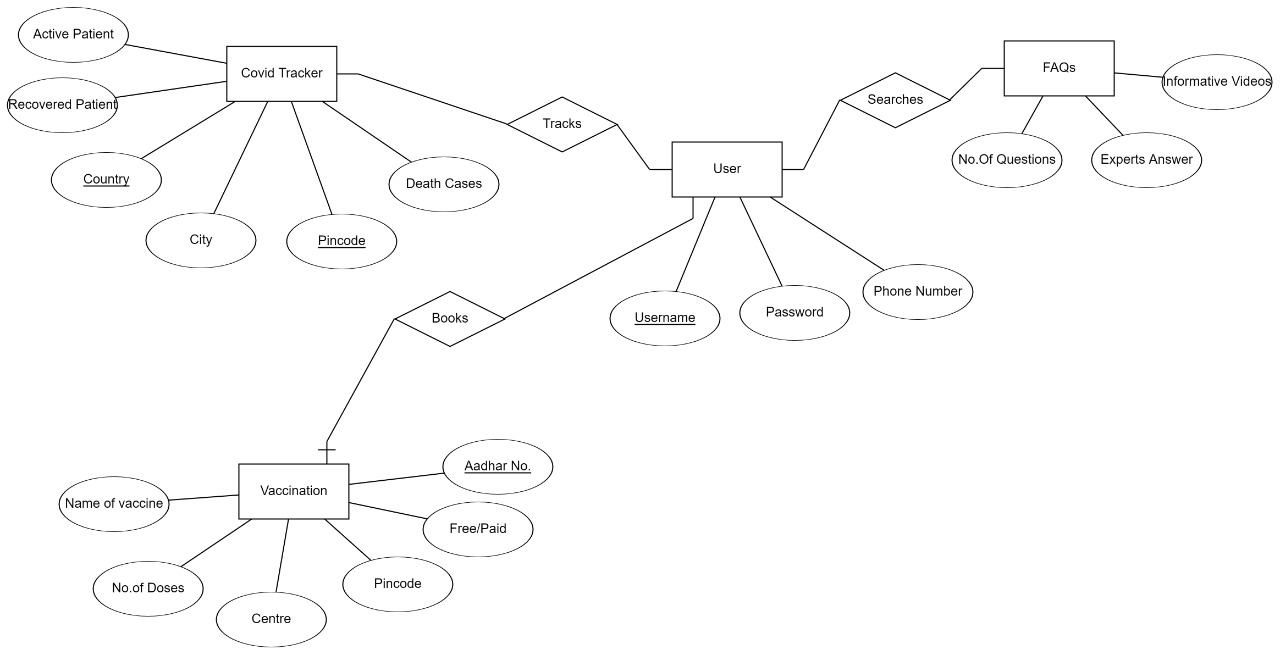 Active Patient
Covid Tracker
FAQs
Informative Videos
Recovered Patient
Searches
Tracks
Country
Death Cases
User
No.Of Questions
Experts Answer
City
Pincode
Username
Password
Phone Number
Books
Aadhar No.
Name of vaccine
Vaccination
Free/Paid
No.of Doses
Pincode
Centre